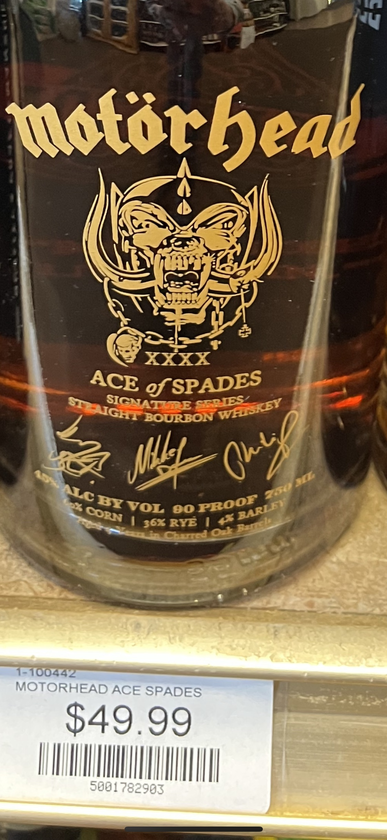 motörhead
XXXX
ACE of SPADES
SIGNATURE SERIES
STRAIGHT BOURBON WHISKEY
ALC BY VOL 90 PROOF 750 ML
CORN | 36% RYE | 4% BARLEY
in Charred Oak Barrels
1-100442
MOTORHEAD ACE SPADES
$49.99
5001782903